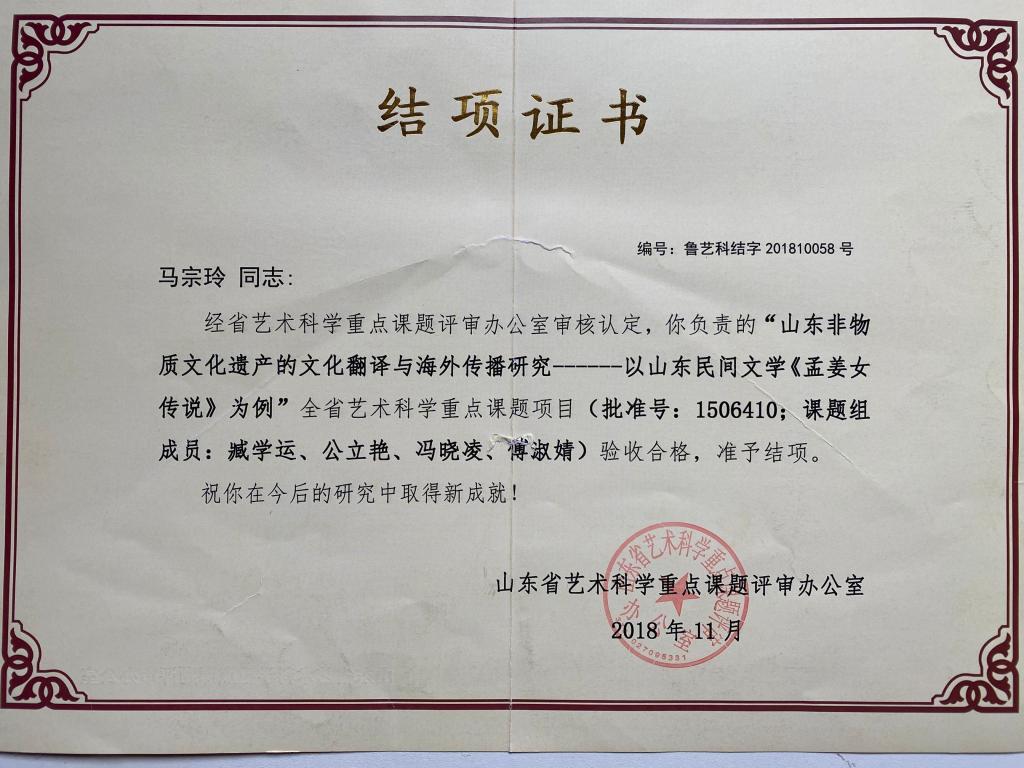 结项证书
编号：鲁艺科结字 201810058 号
马宗玲 同志：
经省艺术科学重点课题评审办公室审核认定，你负责的“山东非物
质文化遗产的文化翻译与海外传播研究------以山东民间文学《孟姜女
传说》为例”全省艺术科学重点课题项目（批准号：1506410；课题组
成员：臧学运、公立艳、冯晓凌、傅淑婧）验收合格，准予结项。
祝你在今后的研究中取得新成就！
山东省艺术科学重点课题评审办公室
2018 年 11 月